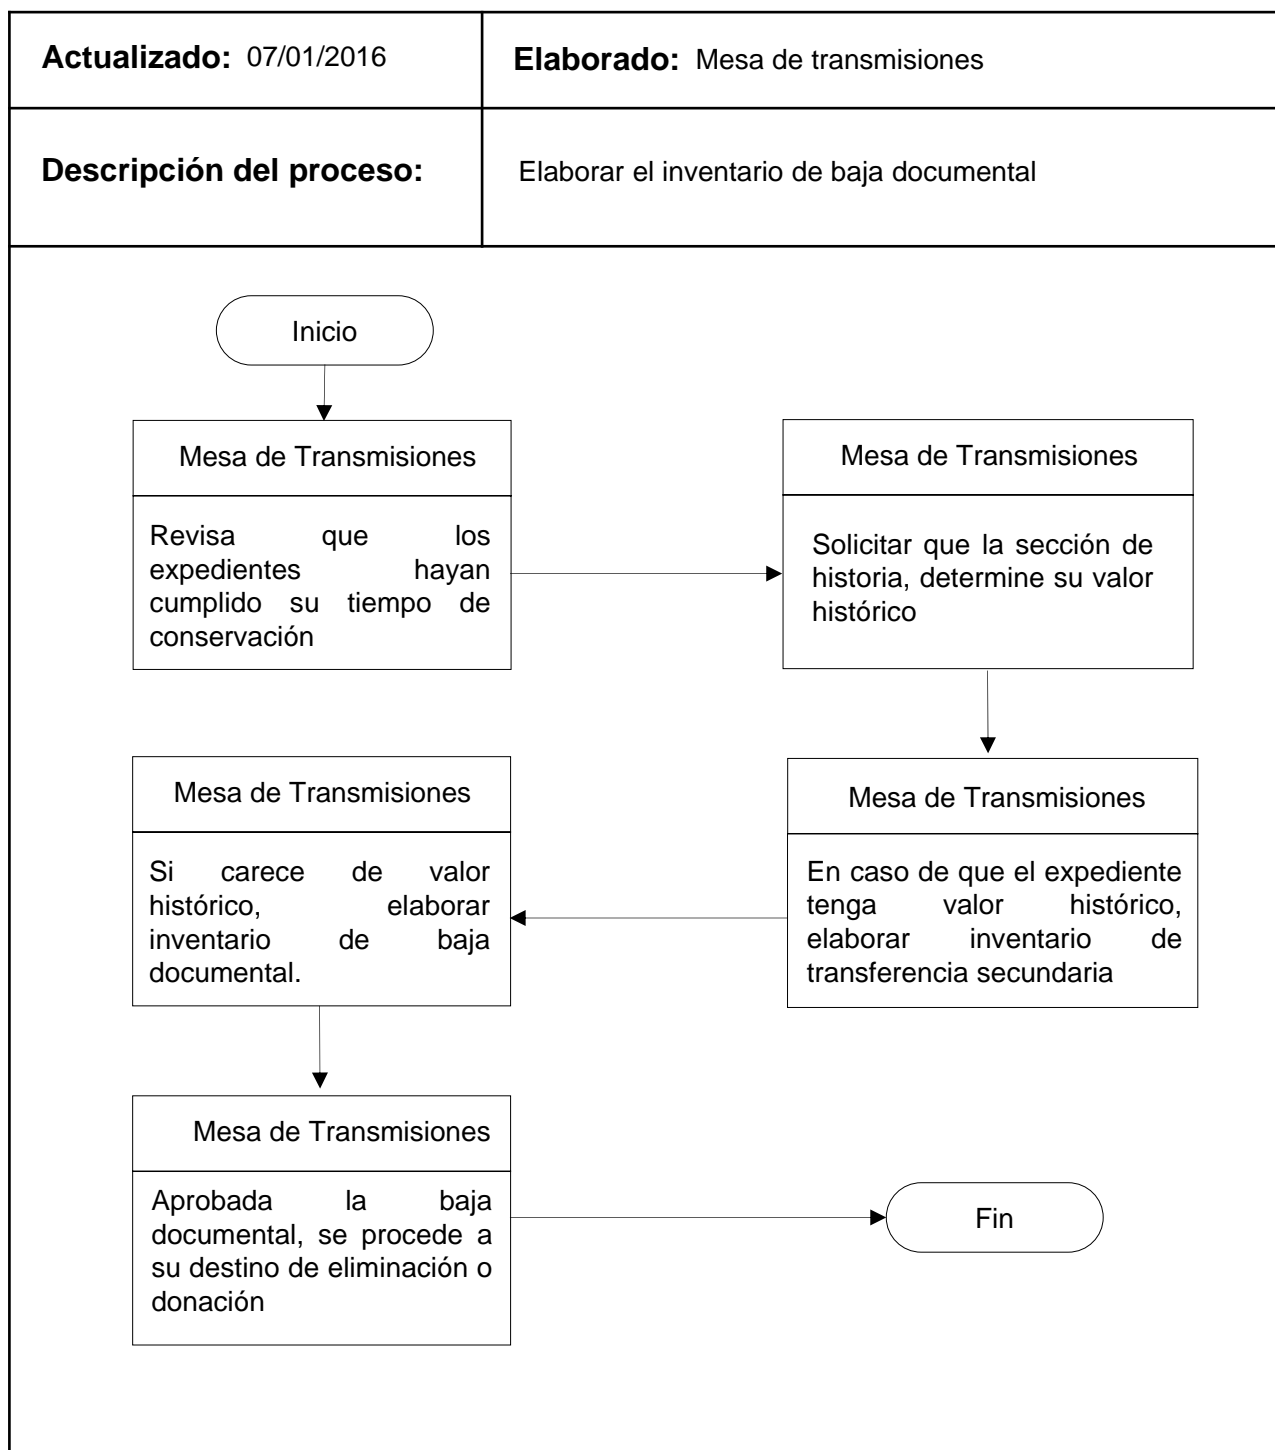 Actualizado: 07/01/2016
Elaborado: Mesa de transmisiones
Descripción del proceso:
Elaborar el inventario de baja documental
Inicio
Mesa de Transmisiones
Revisa que los
expedientes hayan
cumplido su tiempo de
conservación
Mesa de Transmisiones
Solicitar que la sección de
historia, determine su valor
histórico
Mesa de Transmisiones
En caso de que el expediente
tenga valor histórico,
elaborar inventario de
transferencia secundaria
Mesa de Transmisiones
Si carece de valor
histórico, elaborar
inventario de baja
documental.
Mesa de Transmisiones
Aprobada la baja
documental, se procede a
su destino de eliminación o
donación
Fin